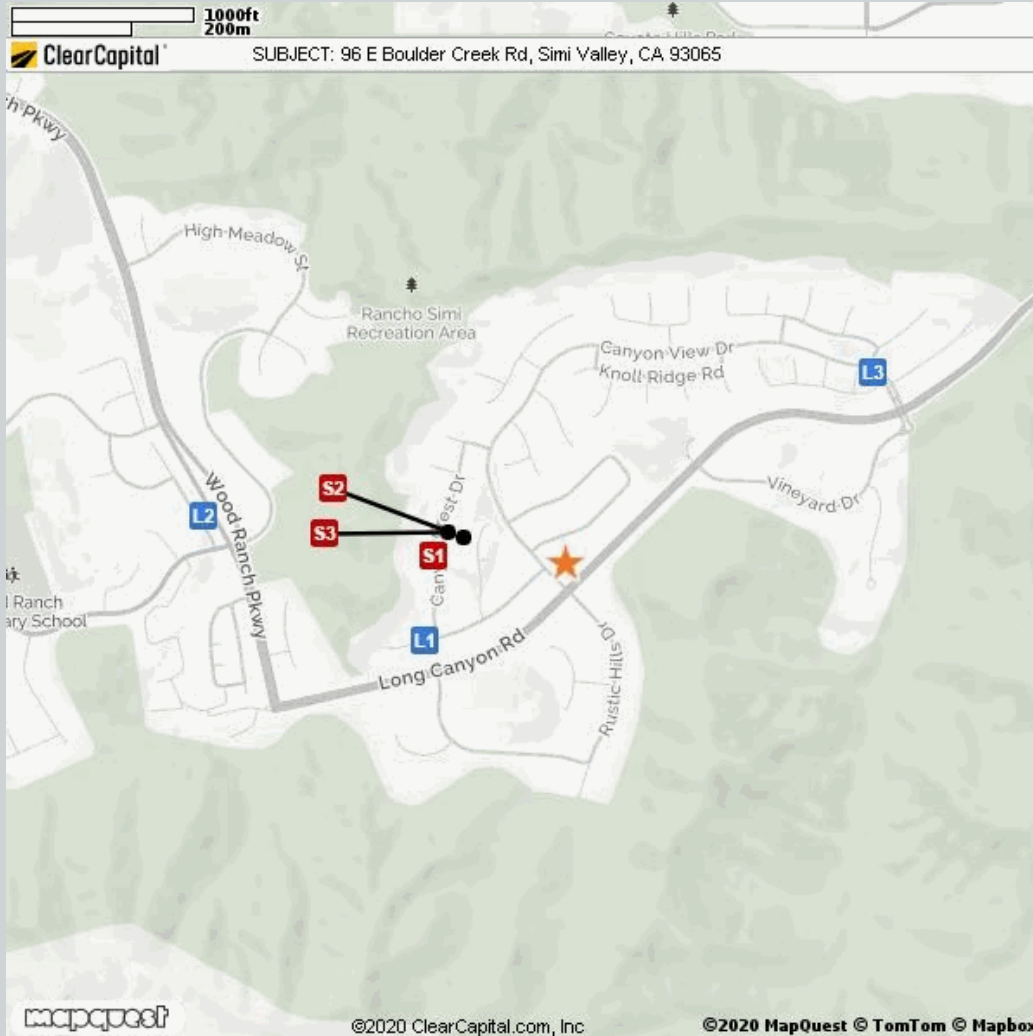 1000ft
200m
ClearCapital
SUBJECT: 96 E Boulder Creek Rd, Simi Valley, CA 93065
Pkwy
High Meadow St
Rancho Simi
Recreation Area
Canyon View Dr
Knoll Ridge Rd
L3
S2
Wood Ranch Pkwy
Vineyard Dr
L2
S3
S1
Ranch
School
L1
Long Canyon Rd
Rustic Hills Dr
mapquest
©2020 ClearCapital.com, Inc
©2020 MapQuest © TomTom © Mapbox